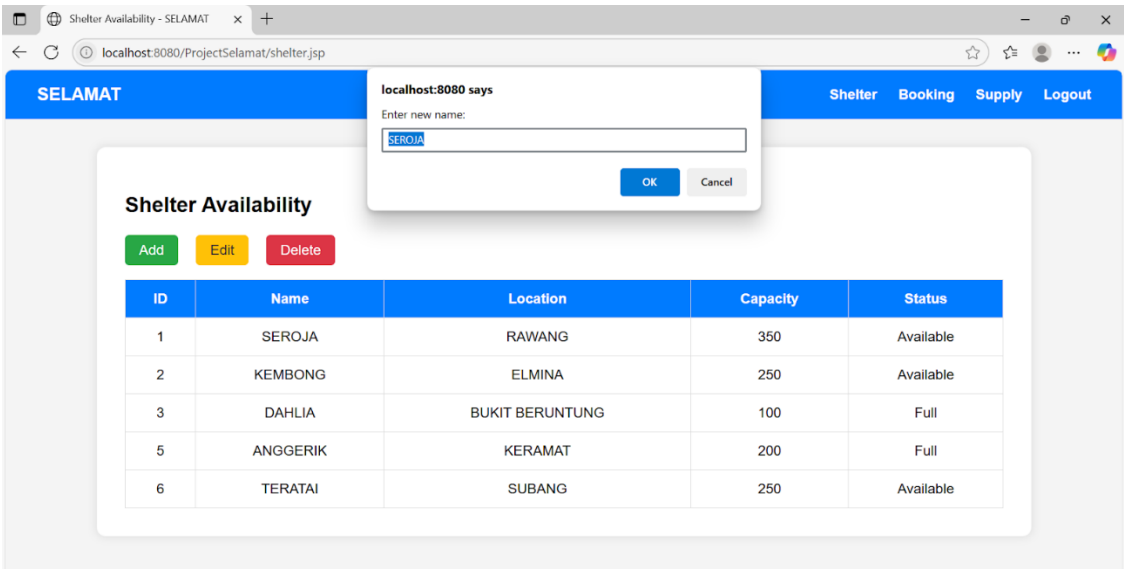 Shelter Availability - SELAMAT
localhost:8080/ProjectSelamat/shelter.jsp
SELAMAT
Shelter Booking Supply Logout
localhost:8080 says
Enter new name:
SEROJA
OK Cancel
Shelter Availability
Add Edit Delete
ID Name Location Capacity Status
1 SEROJA RAWANG 350 Available
2 KEMBONG ELMINA 250 Available
3 DAHLIA BUKIT BERUNTUNG 100 Full
5 ANGGERIK KERAMAT 200 Full
6 TERATAI SUBANG 250 Available